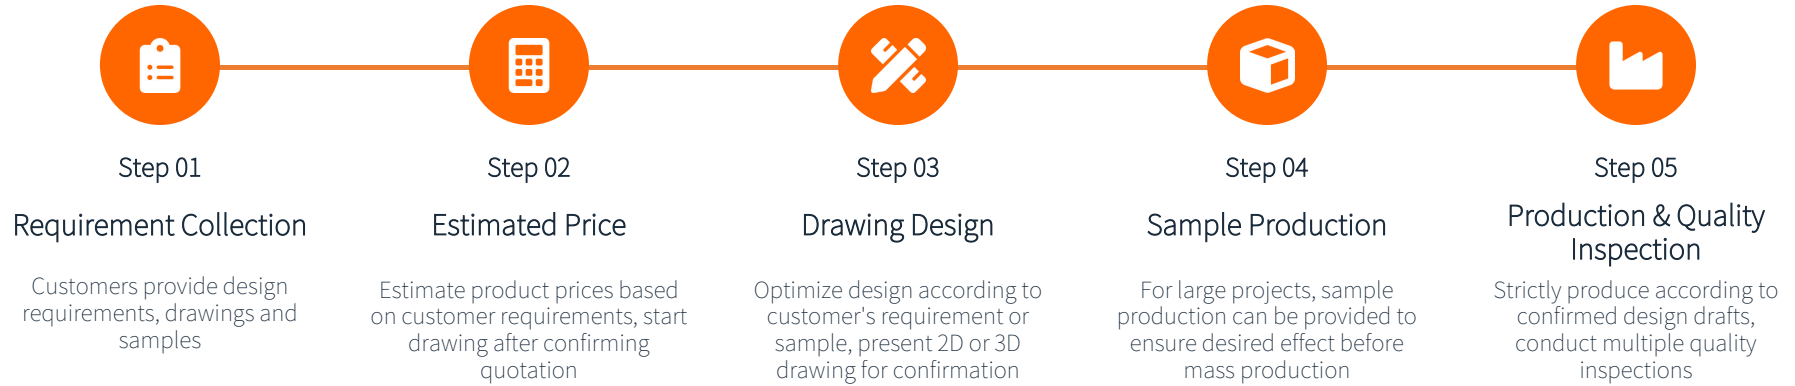 Step 01
Requirement Collection
Customers provide design
requirements, drawings and
samples
Step 02
Estimated Price
Estimate product prices based
on customer requirements, start
drawing after confirming
quotation
Step 03
Drawing Design
Optimize design according to
customer's requirement or
sample, present 2D or 3D
drawing for confirmation
Step 04
Sample Production
For large projects, sample
production can be provided to
ensure desired effect before
mass production
Step 05
Production & Quality
Inspection
Strictly produce according to
confirmed design drafts,
conduct multiple quality
inspections